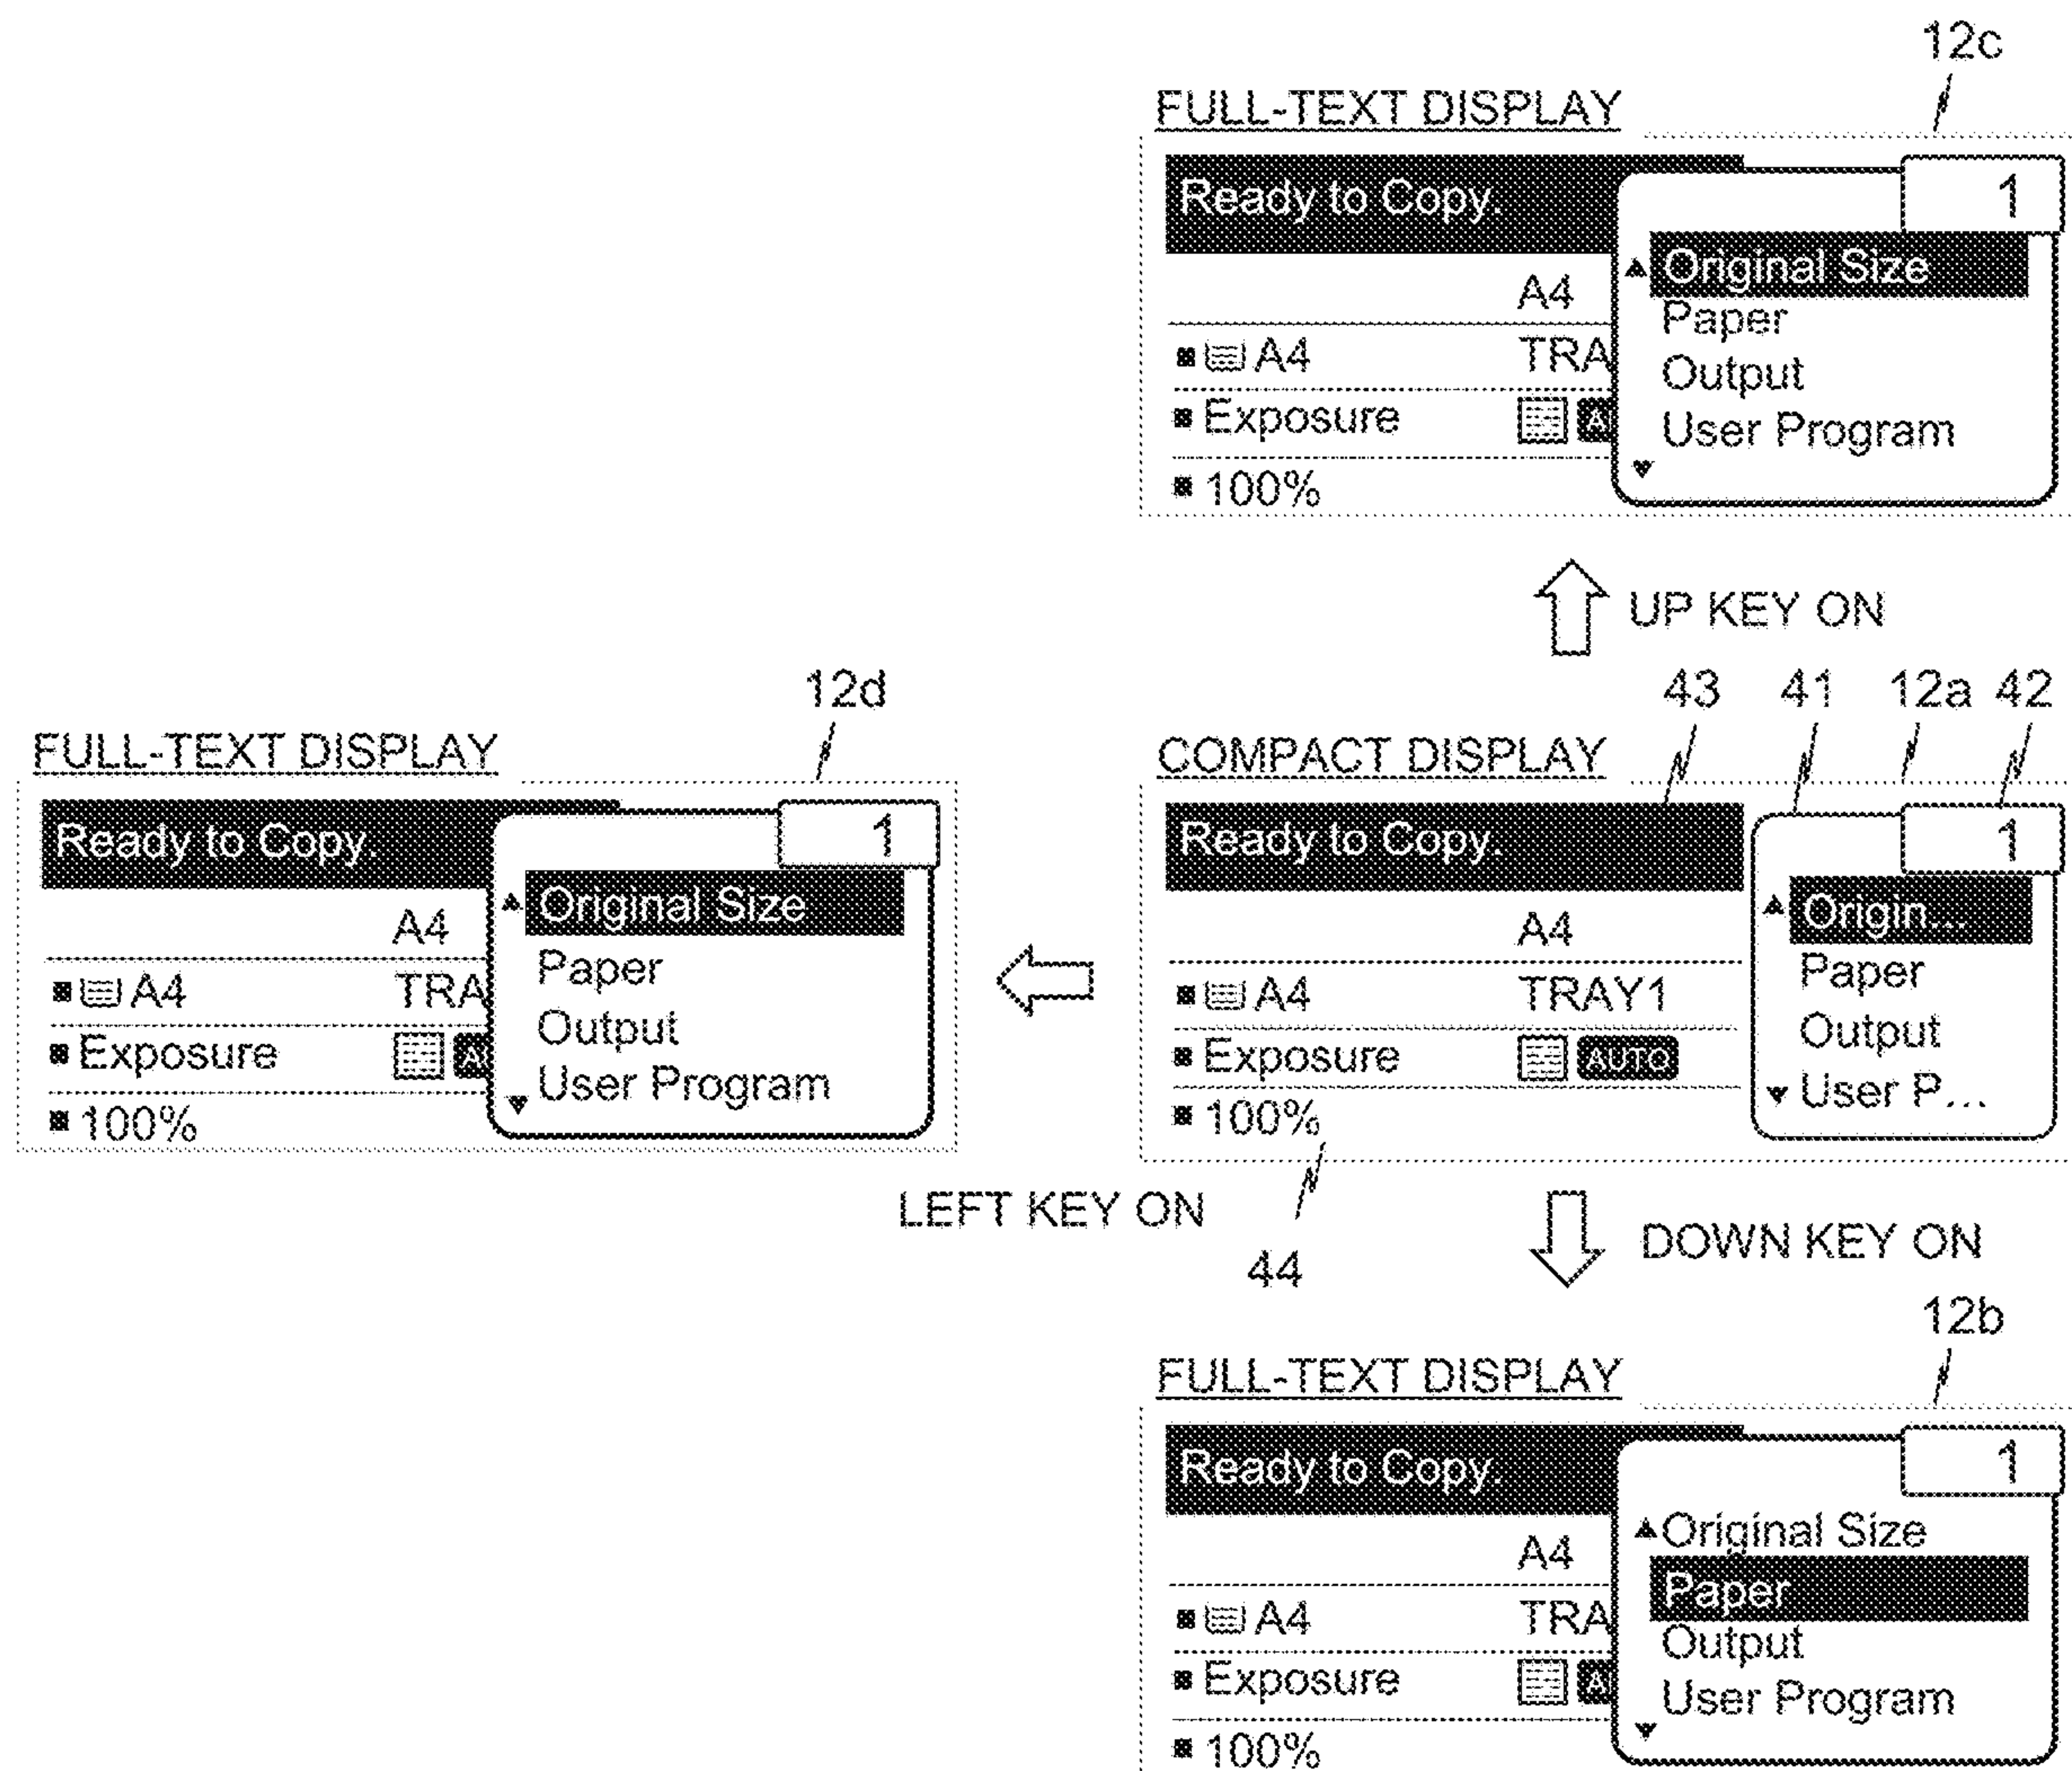 12c
FULL-TEXT DISPLAY
Ready to Copy.
1
A4
Original Size
A4
TRA
Paper
Output
Exposure
A
User Program
100%
UP KEY ON
12d
FULL-TEXT DISPLAY
Ready to Copy.
1
A4
Original Size
A4
TRA
Paper
Output
Exposure
A
User Program
100%
LEFT KEY ON
43
41
12a
42
COMPACT DISPLAY
Ready to Copy.
1
A4
Origin...
A4
TRAY1
Paper
Output
Exposure
AUTO
User P...
100%
44
DOWN KEY ON
12b
FULL-TEXT DISPLAY
Ready to Copy.
1
A4
Original Size
Paper
A4
TRA
Output
Exposure
A
User Program
100%